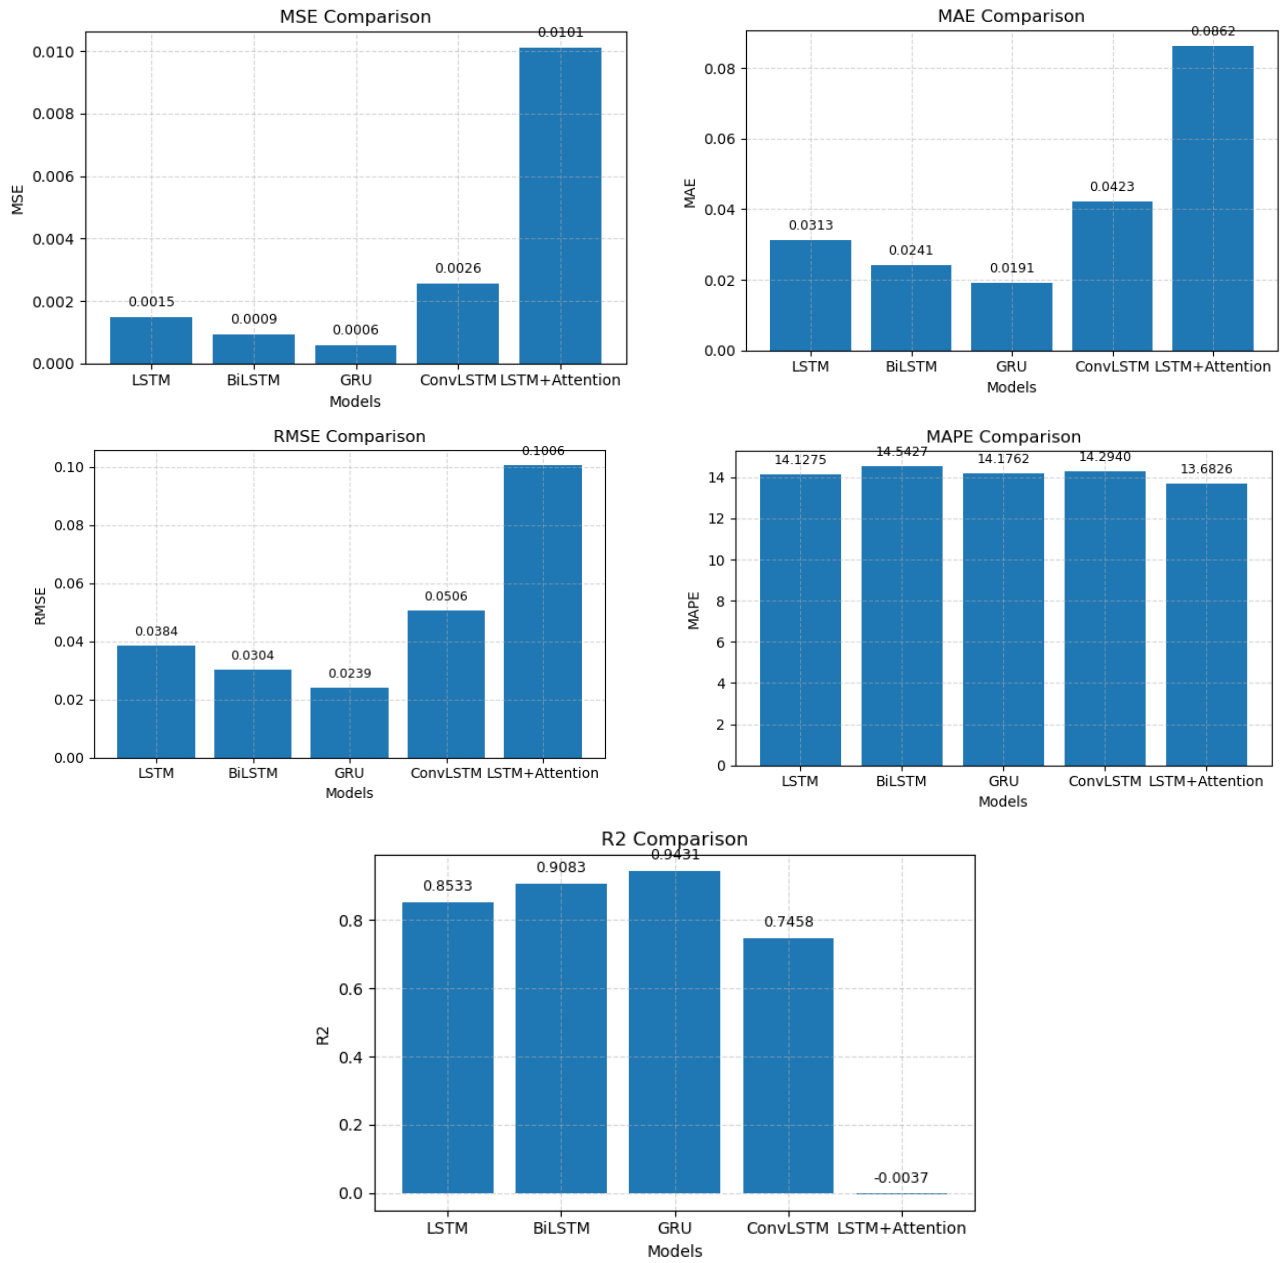 MSE Comparison
0.010
0.008
0.006
0.004
0.002
0.000
MSE
0.0015
0.0009
0.0006
0.0026
0.0101
LSTM BiLSTM GRU ConvLSTM LSTM+Attention
Models
MAE Comparison
0.08
0.06
0.04
0.02
0.00
MAE
0.0313
0.0241
0.0191
0.0423
0.0862
LSTM BiLSTM GRU ConvLSTM LSTM+Attention
Models
RMSE Comparison
0.10
0.08
0.06
0.04
0.02
0.00
RMSE
0.0384
0.0304
0.0239
0.0506
0.1006
LSTM BiLSTM GRU ConvLSTM LSTM+Attention
Models
MAPE Comparison
14
12
10
8
6
4
2
0
MAPE
14.1275
14.5427
14.1762
14.2940
13.6826
LSTM BiLSTM GRU ConvLSTM LSTM+Attention
Models
R2 Comparison
0.8
0.6
0.4
0.2
0.0
R2
0.8533
0.9083
0.9431
0.7458
-0.0037
LSTM BiLSTM GRU ConvLSTM LSTM+Attention
Models